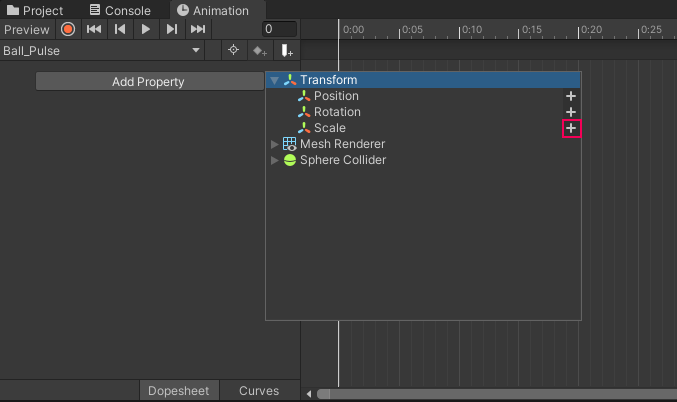 Project Console Animation
Preview 0 0:00 0:05 0:10 0:15 0:20 0:25
Ball_Pulse
Add Property
Transform
Position
Rotation
Scale
Mesh Renderer
Sphere Collider
Dopesheet Curves